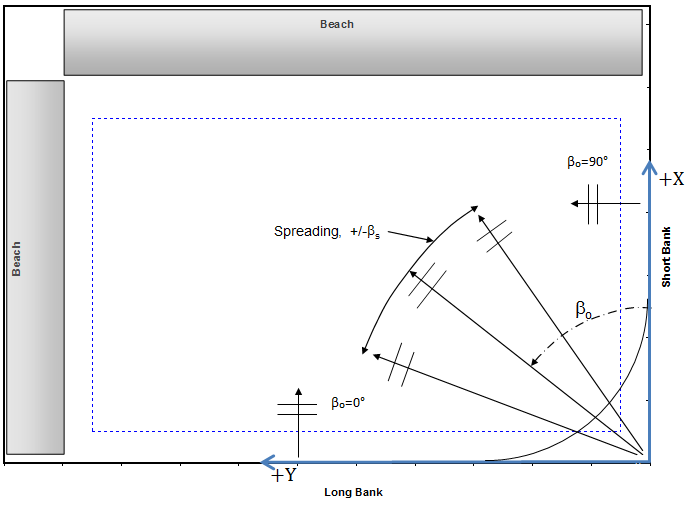 Beach
βₒ=90°
+X
Spreading, +/-βₛ
Short Bank
Beach
βₒ
βₒ=0°
+Y
Long Bank